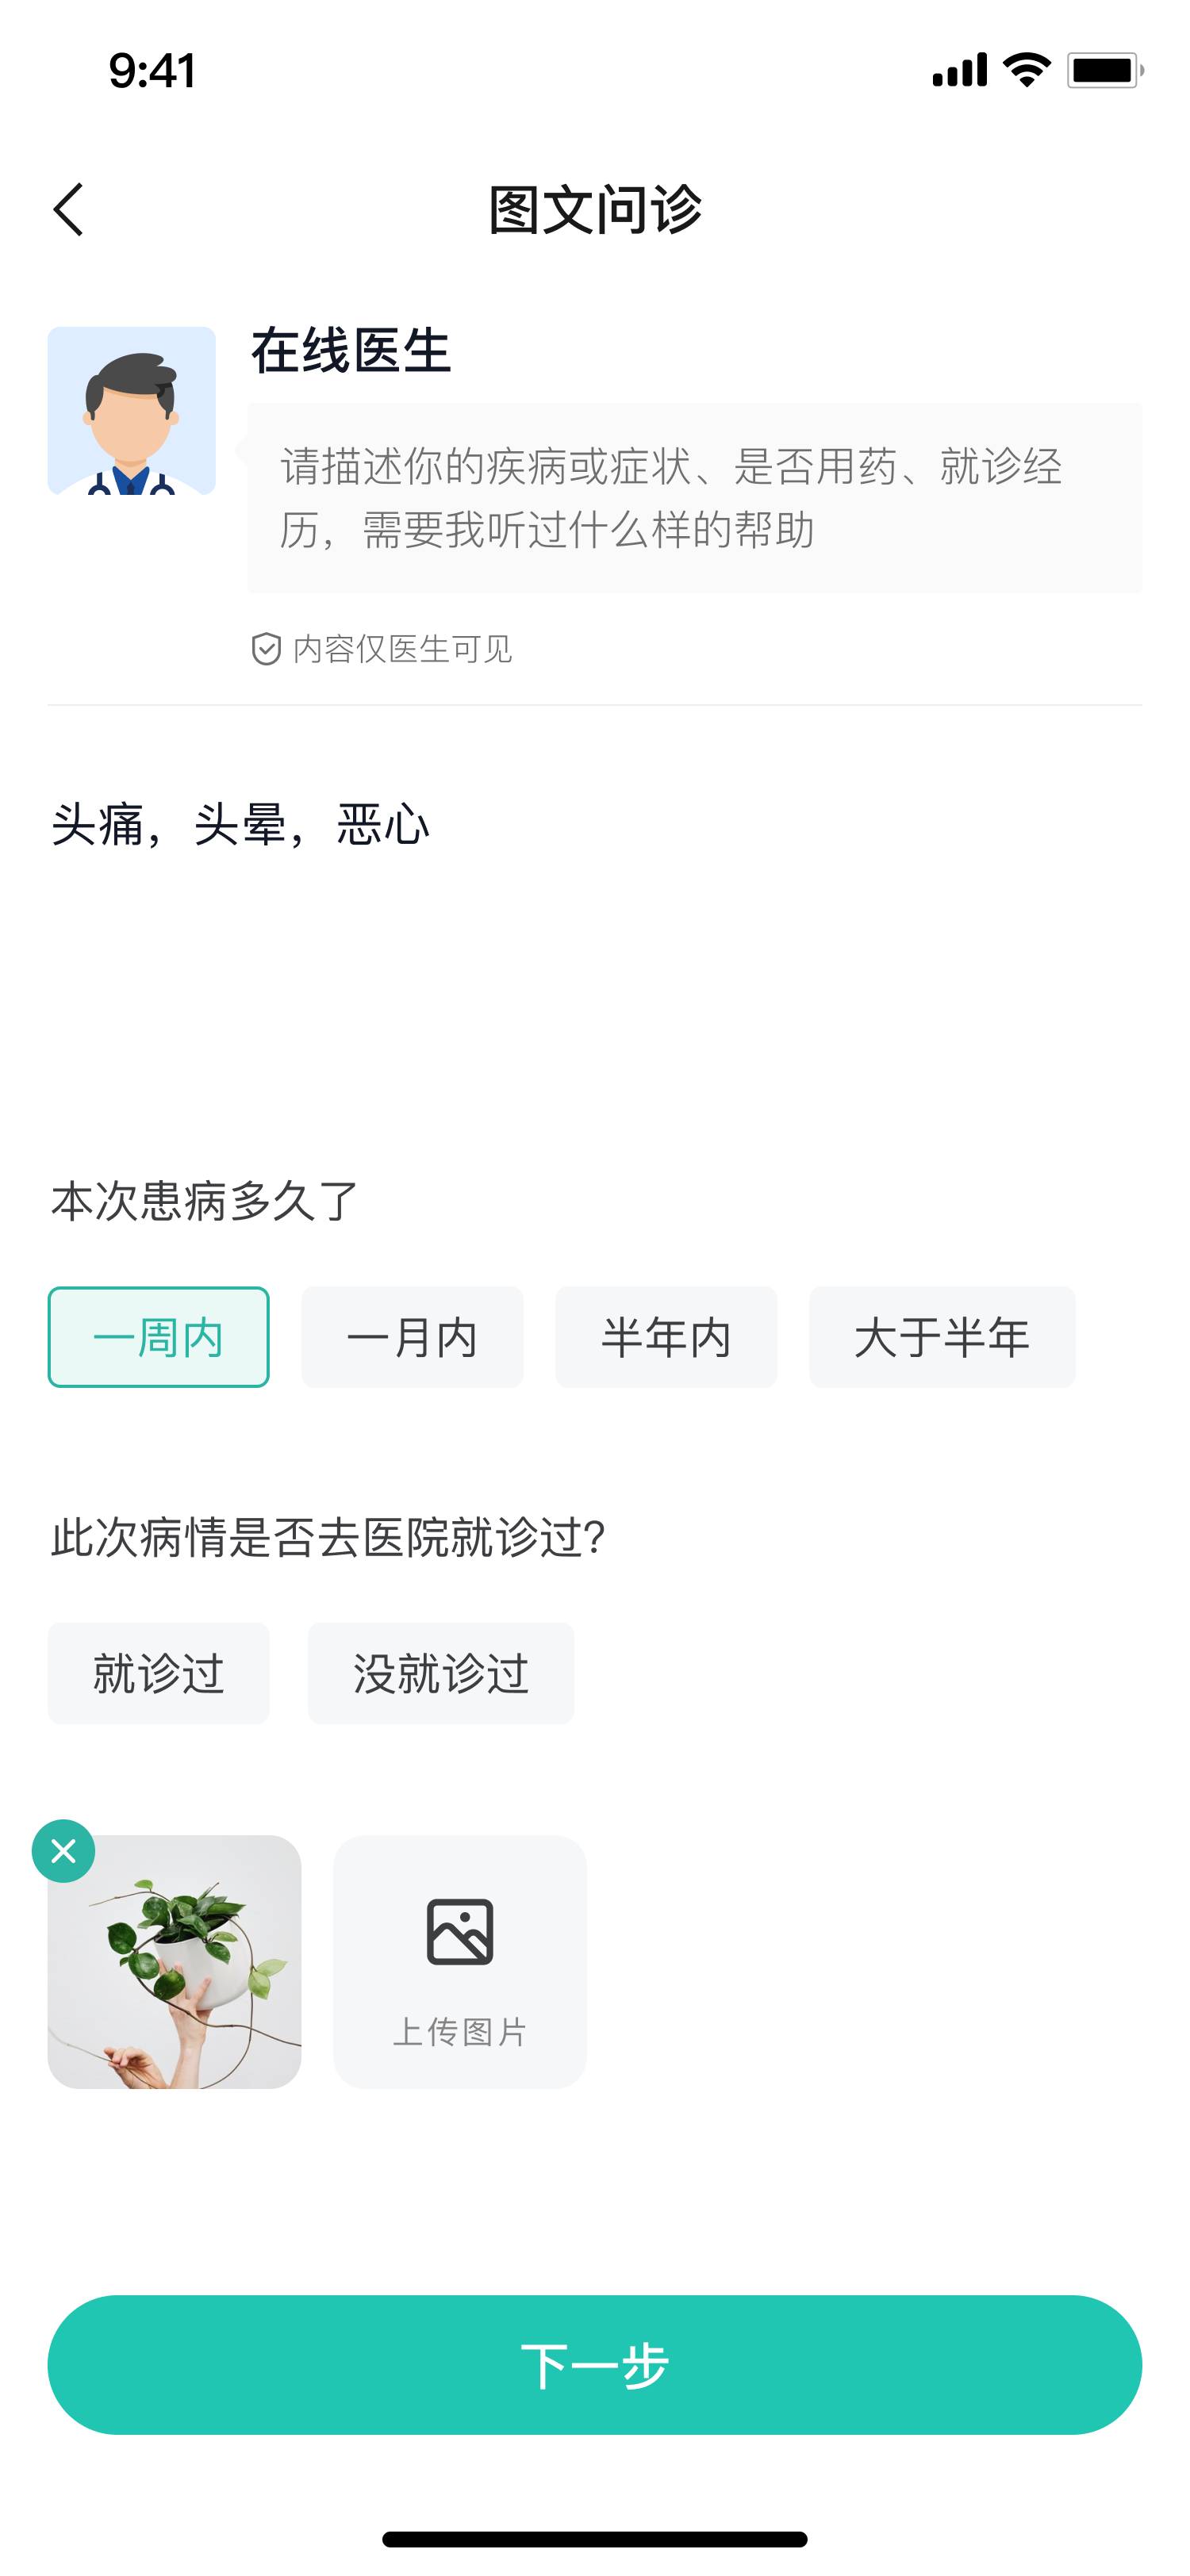 9:41
图文问诊
在线医生
请描述你的疾病或症状、是否用药、就诊经
历，需要我听过什么样的帮助
内容仅医生可见
头痛，头晕，恶心
本次患病多久了
一周内 一月内 半年内 大于半年
此次病情是否去医院就诊过?
就诊过 没就诊过
上传图片
下一步